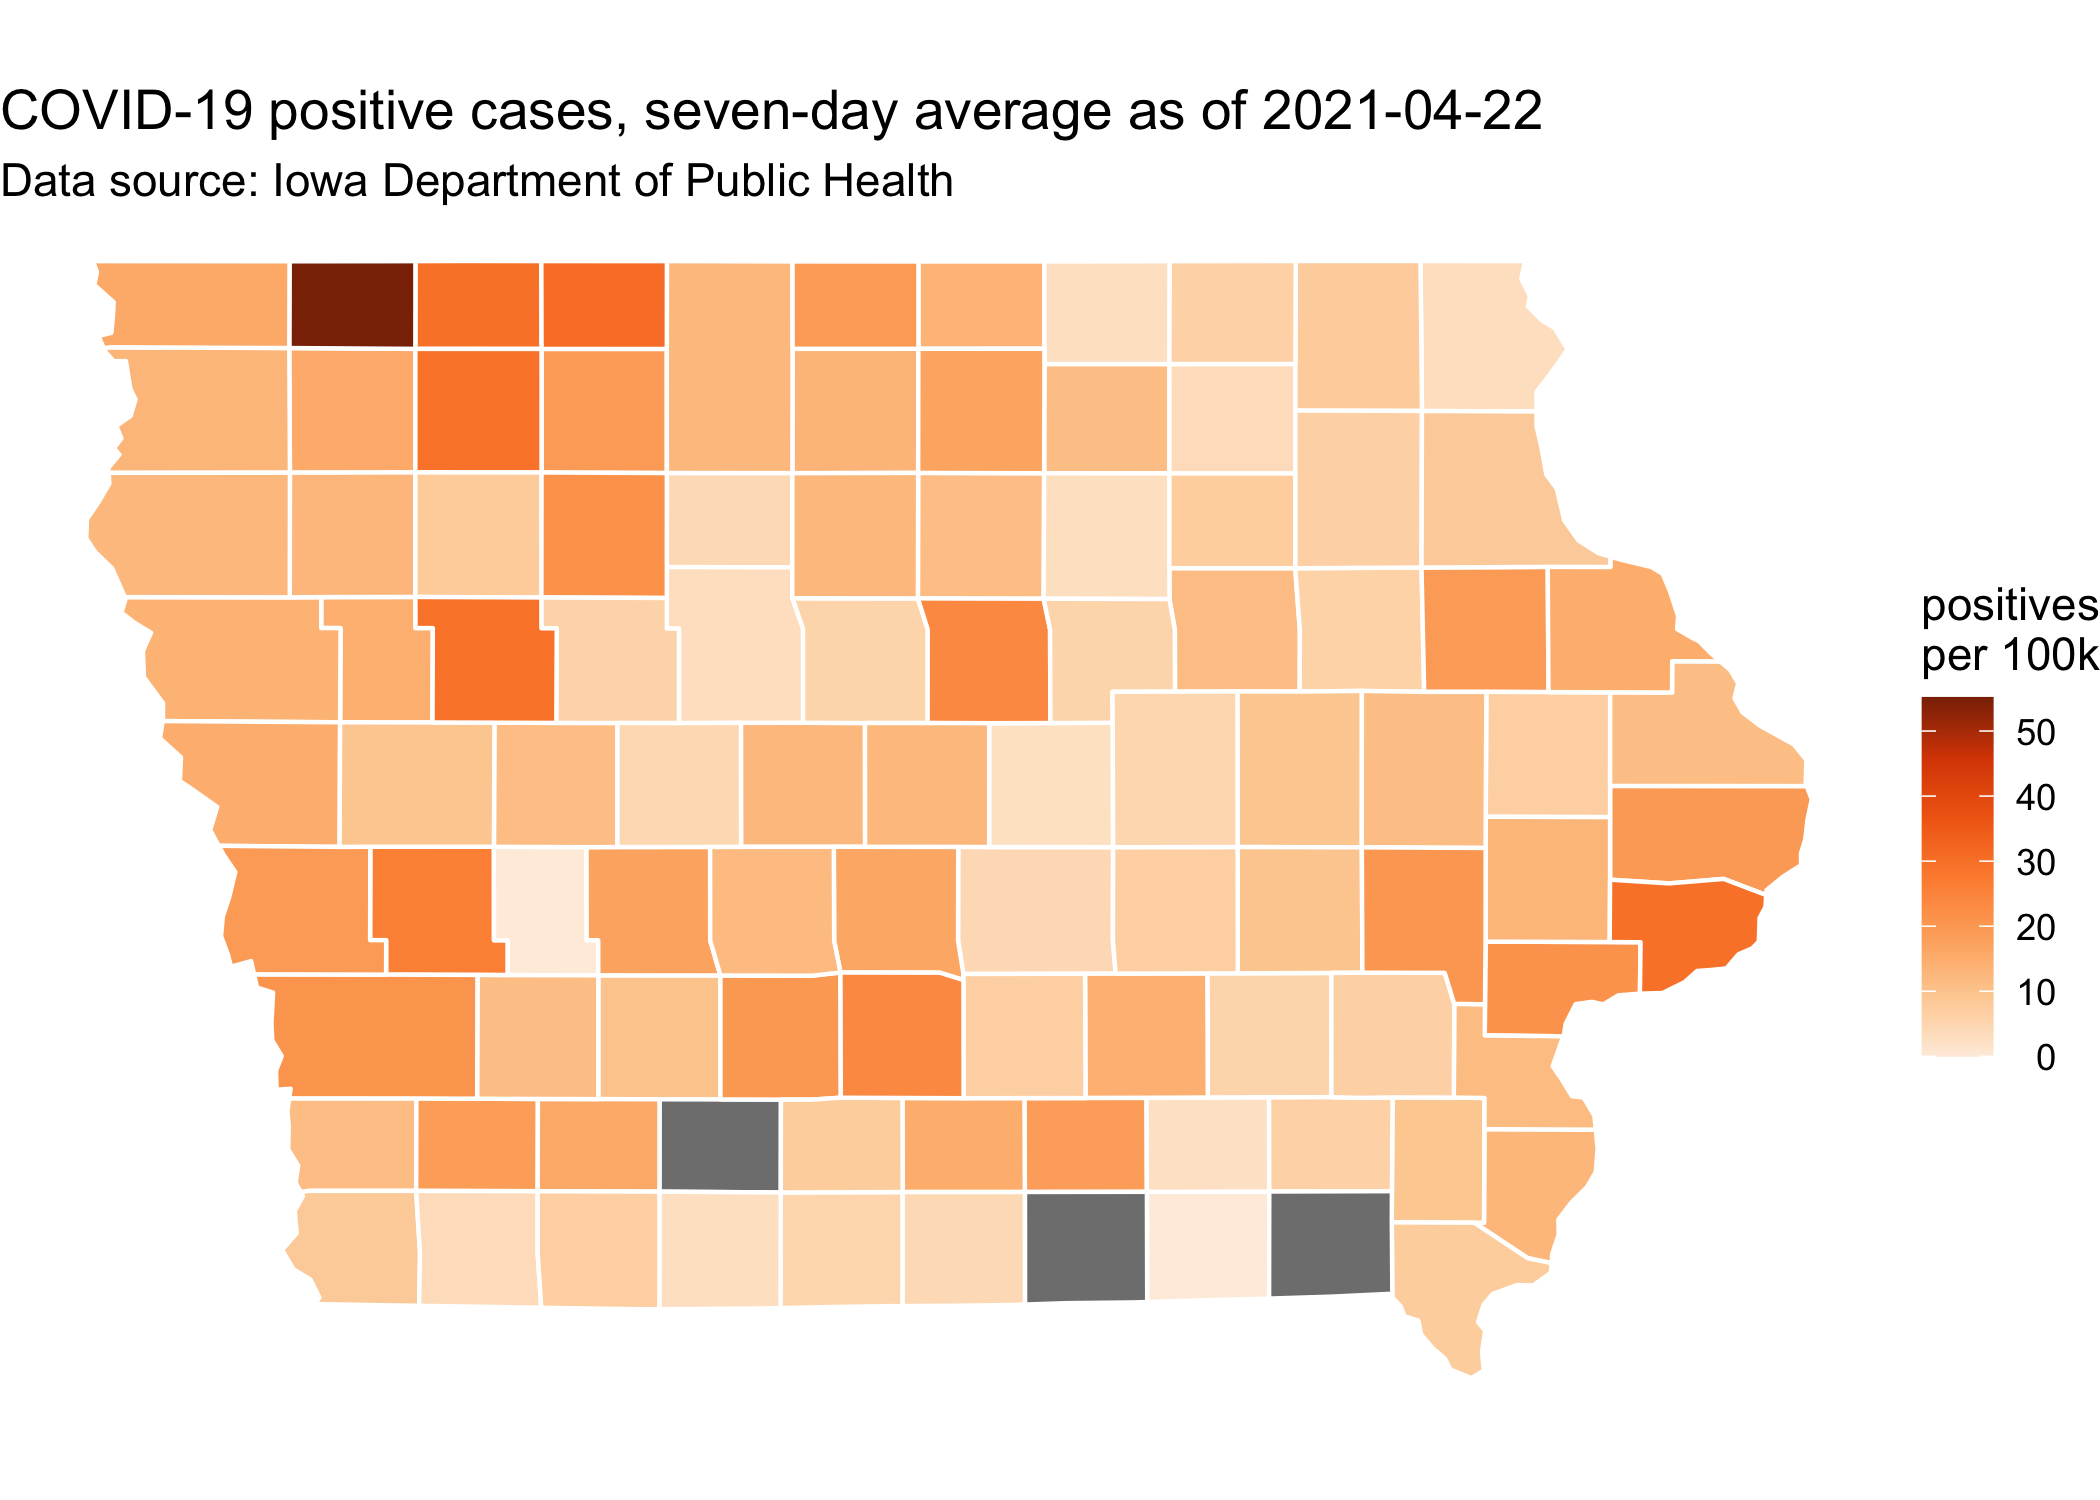 COVID-19 positive cases, seven-day average as of 2021-04-22
Data source: Iowa Department of Public Health
positives
per 100k
50
40
30
20
10
0